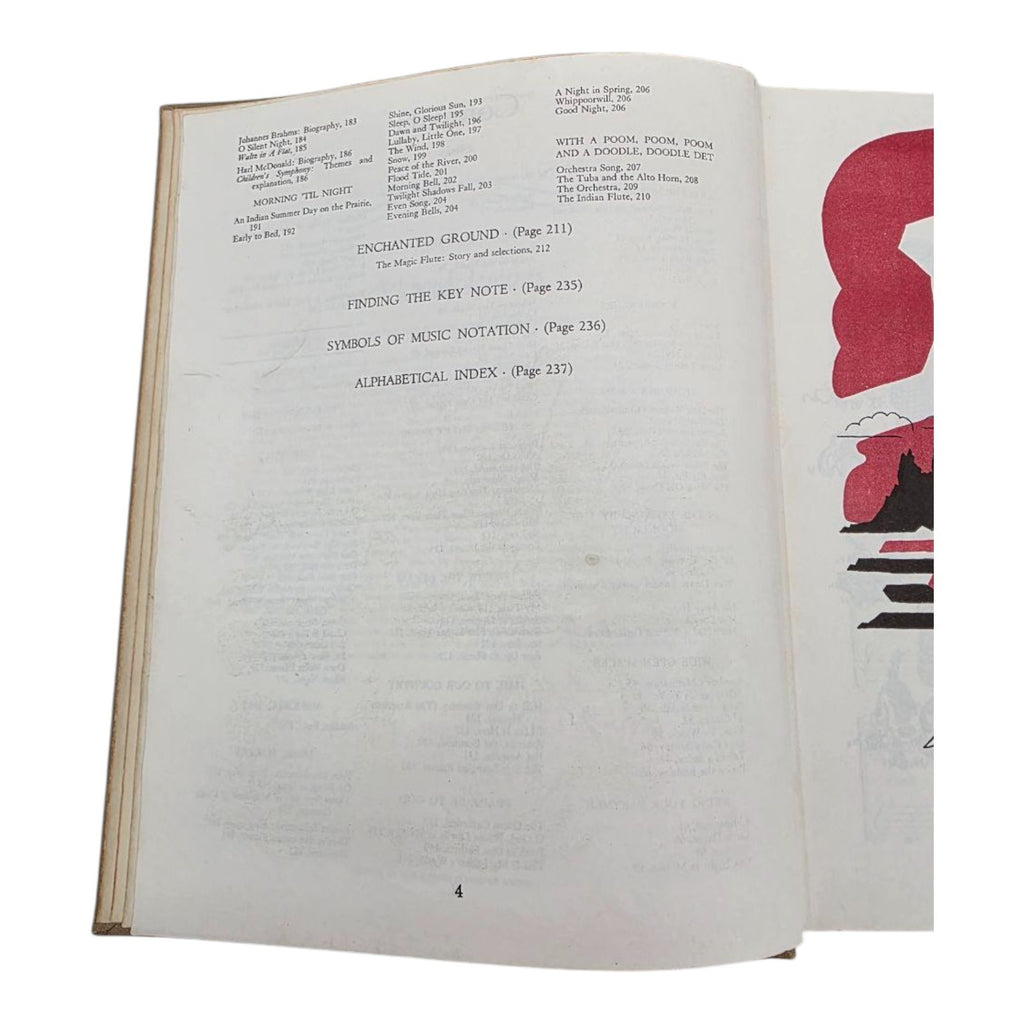 Johannes Brahms: Biography, 183
O Silent Night, 184
Waltz in A Flat, 185
Harl McDonald: Biography, 186
Children's Symphony: Themes and
explanation, 186
MORNING 'TIL NIGHT
An Indian Summer Day on the Prairie,
191
Early to Bed, 192
Shine, Glorious Sun, 193
Sleep, O Sleep! 195
Dawn and Twilight, 196
Lullaby, Little One, 197
The Wind, 198
Snow, 199
Peace of the River, 200
Flood Tide, 201
Morning Bell, 202
Twilight Shadows Fall, 203
Even Song, 204
Evening Bells, 204
A Night in Spring, 206
Whippoorwill, 206
Good Night, 206
WITH A POOM, POOM, POOM
AND A DOODLE, DOODLE DET
Orchestra Song, 207
The Tuba and the Alto Horn, 208
The Orchestra, 209
The Indian Flute, 210
ENCHANTED GROUND · (Page 211)
The Magic Flute: Story and selections, 212
FINDING THE KEY NOTE · (Page 235)
SYMBOLS OF MUSIC NOTATION · (Page 236)
ALPHABETICAL INDEX · (Page 237)
4